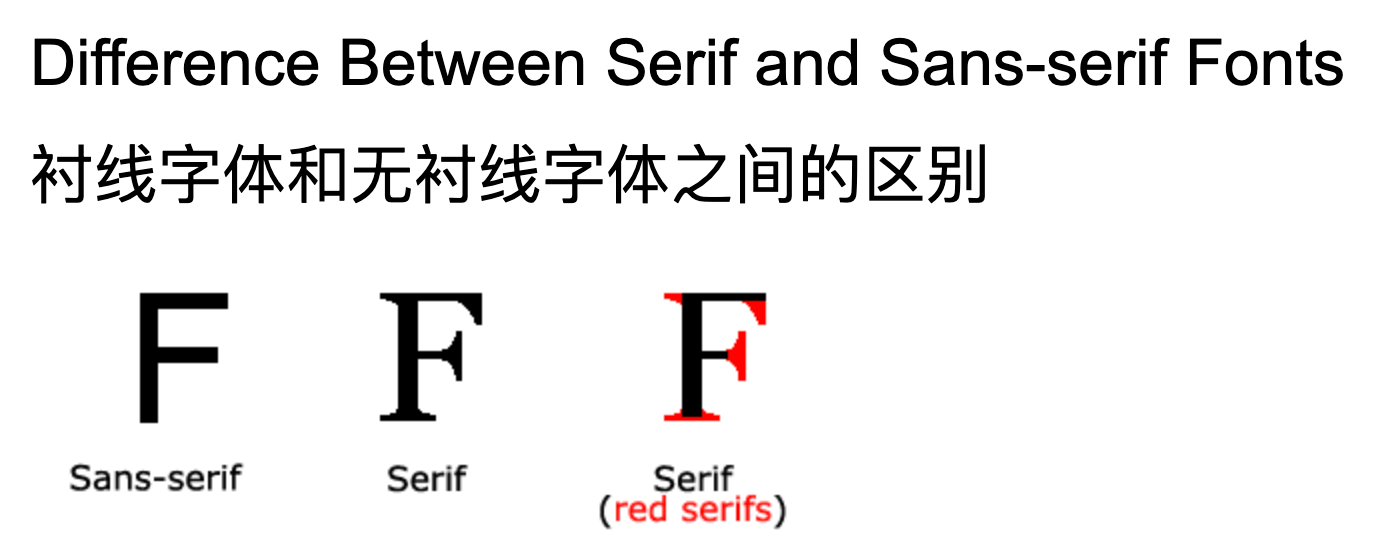 Difference Between Serif and Sans-serif Fonts
衬线字体和无衬线字体之间的区别
F F F
Sans-serif Serif Serif
(red serifs)